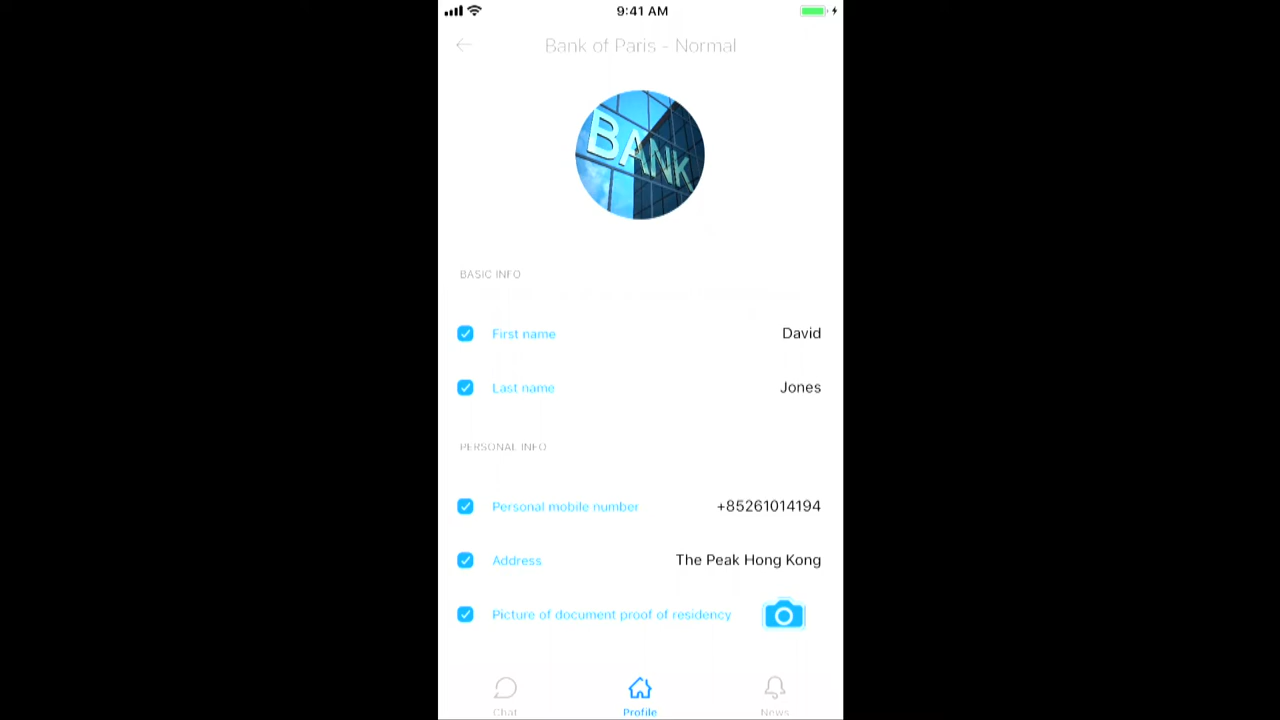 9:41 AM
Bank of Paris - Normal
BANK
BASIC INFO
First name David
Last name Jones
PERSONAL INFO
Personal mobile number +85261014194
Address The Peak Hong Kong
Picture of document proof of residency
Chat Profile News